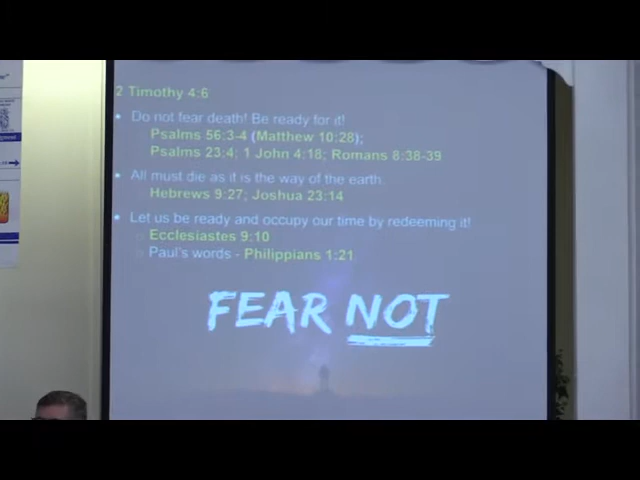 2 Timothy 4:6
• Do not fear death! Be ready for it!
Psalms 56:3-4 (Matthew 10:28);
Psalms 23:4; 1 John 4:18; Romans 8:38-39
• All must die as it is the way of the earth.
Hebrews 9:27; Joshua 23:14
• Let us be ready and occupy our time by redeeming it!
Ecclesiastes 9:10
Paul's words - Philippians 1:21
FEAR NOT